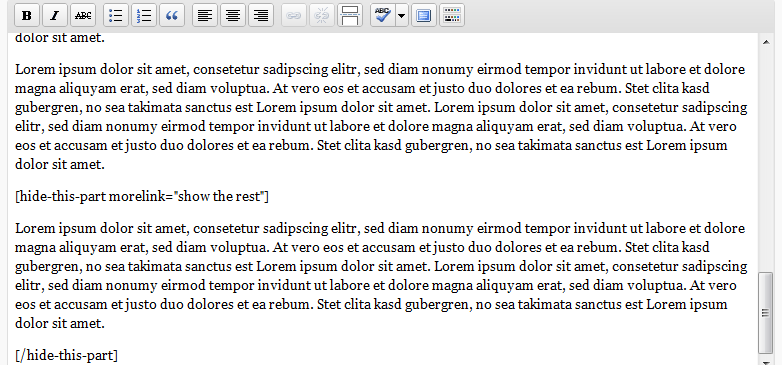 B I ABC ABC
dolor sit amet.
Lorem ipsum dolor sit amet, consetetur sadipscing elitr, sed diam nonumy eirmod tempor invidunt ut labore et dolore
magna aliquyam erat, sed diam voluptua. At vero eos et accusam et justo duo dolores et ea rebum. Stet clita kasd
gubergren, no sea takimata sanctus est Lorem ipsum dolor sit amet. Lorem ipsum dolor sit amet, consetetur sadipscing
elitr, sed diam nonumy eirmod tempor invidunt ut labore et dolore magna aliquyam erat, sed diam voluptua. At vero
eos et accusam et justo duo dolores et ea rebum. Stet clita kasd gubergren, no sea takimata sanctus est Lorem ipsum
dolor sit amet.
[hide-this-part morelink="show the rest"]
Lorem ipsum dolor sit amet, consetetur sadipscing elitr, sed diam nonumy eirmod tempor invidunt ut labore et dolore
magna aliquyam erat, sed diam voluptua. At vero eos et accusam et justo duo dolores et ea rebum. Stet clita kasd
gubergren, no sea takimata sanctus est Lorem ipsum dolor sit amet. Lorem ipsum dolor sit amet, consetetur sadipscing
elitr, sed diam nonumy eirmod tempor invidunt ut labore et dolore magna aliquyam erat, sed diam voluptua. At vero
eos et accusam et justo duo dolores et ea rebum. Stet clita kasd gubergren, no sea takimata sanctus est Lorem ipsum
dolor sit amet.
[/hide-this-part]